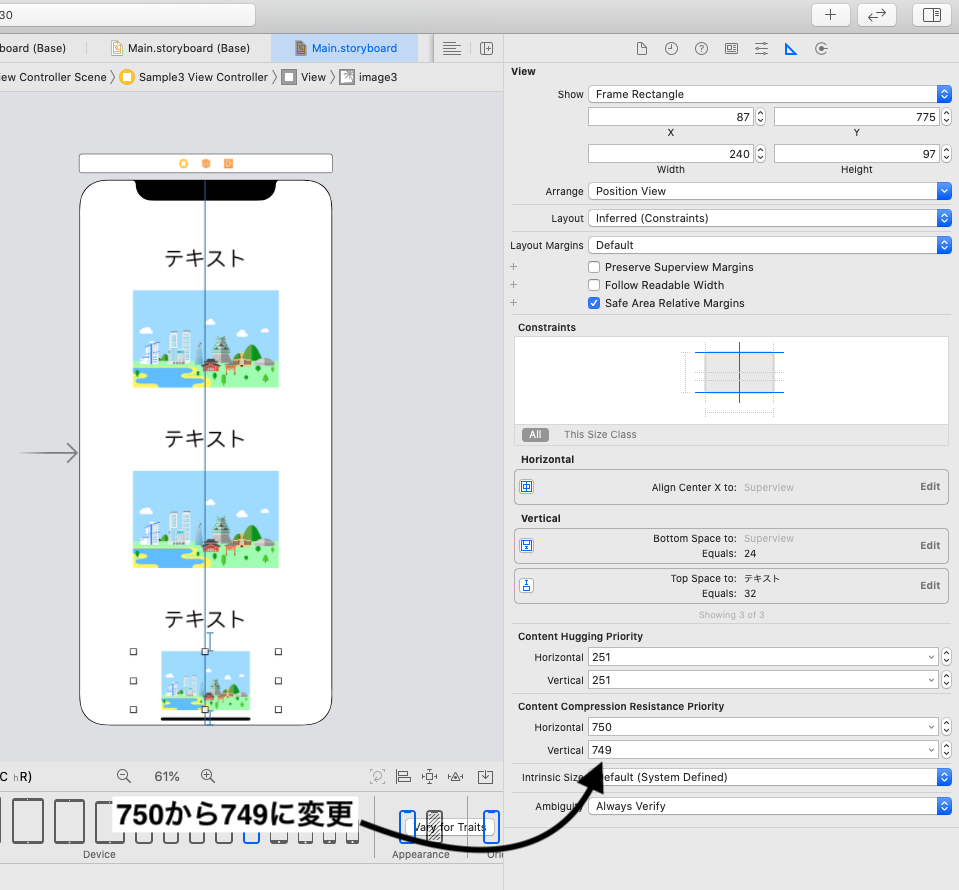 30
board (Base)
Main.storyboard (Base)
Main.storyboard
ew Controller Scene
Sample3 View Controller
View
image3
テキスト
テキスト
テキスト
C hR)
61%
750から749に変更
Vary for Traits
Device
Appearance
View
Show
Frame Rectangle
87
775
X
Y
240
97
Width
Height
Arrange
Position View
Layout
Inferred (Constraints)
Layout Margins
Default
Preserve Superview Margins
Follow Readable Width
Safe Area Relative Margins
Constraints
All
This Size Class
Horizontal
Align Center X to: Superview
Edit
Vertical
Bottom Space to: Superview
Equals: 24
Edit
Top Space to: テキスト
Equals: 32
Edit
Showing 3 of 3
Content Hugging Priority
Horizontal 251
Vertical 251
Content Compression Resistance Priority
Horizontal 750
Vertical 749
Intrinsic Size Default (System Defined)
Ambiguity Always Verify